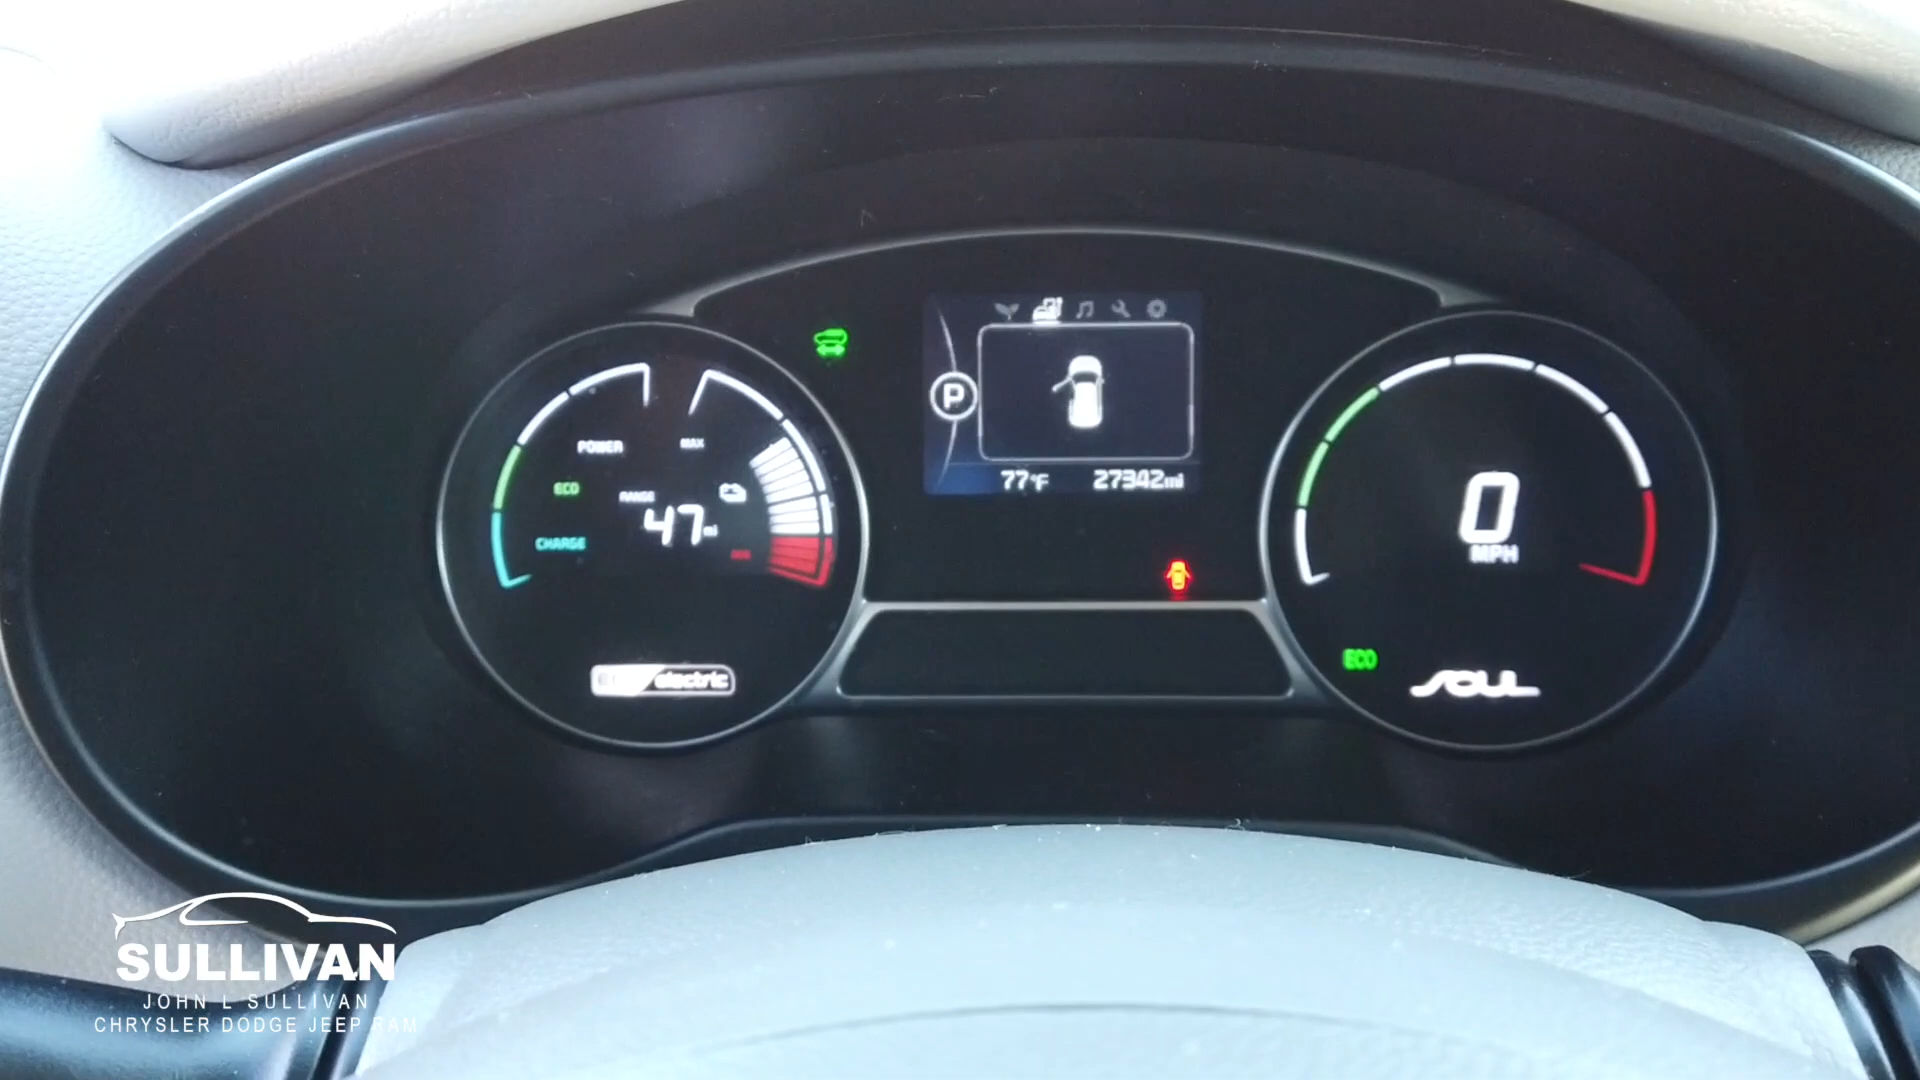 P
77°F 27342mi
POWER
MAX
ECO
RANGE
47mi
CHARGE
electric
0
MPH
ECO
SOUL
SULLIVAN
JOHN L SULLIVAN
CHRYSLER DODGE JEEP RAM